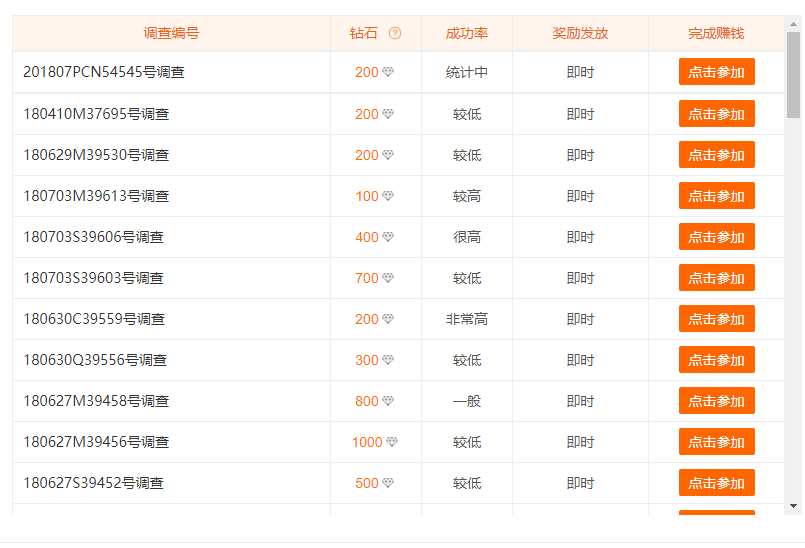 调查编号 钻石 ? 成功率 奖励发放 完成赚钱
201807PCN54545号调查 200 统计中 即时 点击参加
180410M37695号调查 200 较低 即时 点击参加
180629M39530号调查 200 较低 即时 点击参加
180703M39613号调查 100 较高 即时 点击参加
180703S39606号调查 400 很高 即时 点击参加
180703S39603号调查 700 较低 即时 点击参加
180630C39559号调查 200 非常高 即时 点击参加
180630Q39556号调查 300 较低 即时 点击参加
180627M39458号调查 800 一般 即时 点击参加
180627M39456号调查 1000 较低 即时 点击参加
180627S39452号调查 500 较低 即时 点击参加